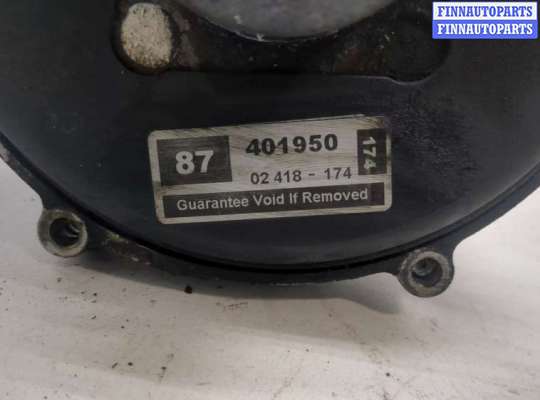 FINNAUTOPARTS
FINNAUTOPARTS
87 401950 174
02 418 - 174
Guarantee Void If Removed